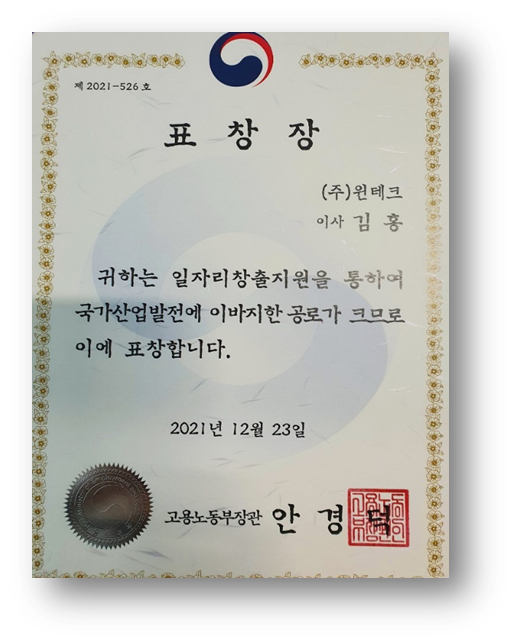 제 2021-526 호
표 창 장
(주)윈테크
이사 김 홍
귀하는 일자리창출지원을 통하여
국가산업발전에 이바지한 공로가 크므로
이에 표창합니다.
2021년 12월 23일
고용노동부장관 안 경 덕